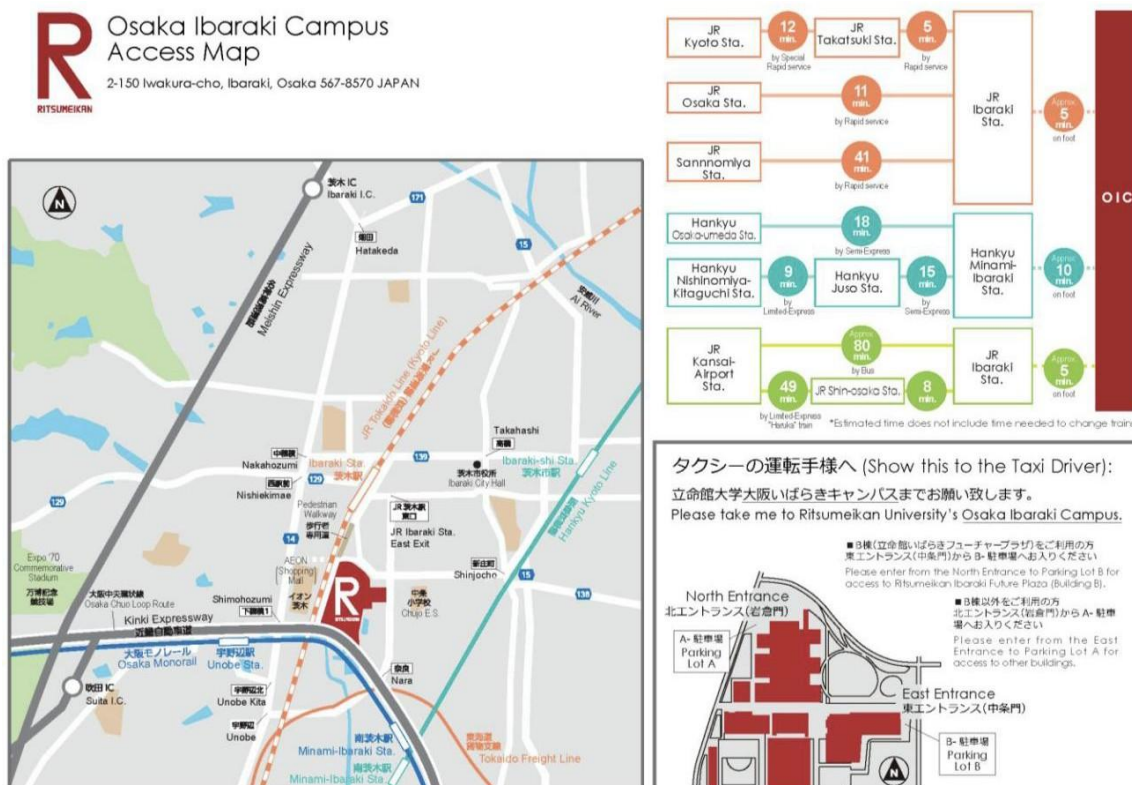 Osaka Ibaraki Campus
Access Map
2-150 Iwakura-cho, Ibaraki, Osaka 567-8570 JAPAN
R
RITSUMEIKAN
JR
Kyoto Sta.
12
min.
by Special
Rapid service
JR
Takatsuki Sta.
5
min.
by
Rapid service
JR
Osaka Sta.
11
min.
by Rapid service
JR
Sannnomiya
Sta.
41
min.
by Rapid service
JR
Ibaraki
Sta.
Approx.
5
min.
on foot
Hankyu
Osaka-umeda Sta.
18
min.
by Semi-Express
Hankyu
Nishinomiya-
Kitaguchi Sta.
9
min.
by
Limited-Express
Hankyu
Juso Sta.
15
min.
by
Semi-Express
Hankyu
Minami-
Ibaraki
Sta.
Approx.
10
min.
on foot
JR
Kansai-
Airport
Sta.
Approx.
80
min.
by Bus
49
min.
by Limited-Express
"Haruka" train
JR Shin-osaka Sta.
8
min.
JR
Ibaraki
Sta.
Approx.
5
min.
on foot
OIC
*Estimated time does not include time needed to change train
N
茨木 IC
Ibaraki I.C.
171
Hatakeda
15
安威川
Ai River
Meishin Expressway
JR Tokaido Line (Kyoto Line)
Takahashi
高橋
中穂積
Nakahozumi
Ibaraki Sta.
茨木駅
139
茨木市役所
Ibaraki City Hall
Ibaraki-shi Sta.
茨木市駅
Hankyu Kyoto Line
西駅前
Nishiekimae
129
129
Pedestrian
Walkway
歩行者
専用道
JR 茨木駅
東口
JR Ibaraki Sta.
East Exit
14
AEON
(Shopping
Mall)
イオン
茨木
R
RITSUMEIKAN
新庄町
Shinjocho
15
136
中条
小学校
Chujo E.S.
Expo '70
Commemorative
Stadium
万博記念
競技場
大阪中央環状線
Osaka Chuo Loop Route
Shimohozumi
下穂積1
Kinki Expressway
近畿自動車道
大阪モノレール
Osaka Monorail
宇野辺駅
Unobe Sta.
奈良
Nara
吹田 IC
Suita I.C.
宇野辺北
Unobe Kita
宇野辺
Unobe
南茨木駅
Minami-Ibaraki Sta.
南茨木駅
Minami-Ibaraki Sta.
東海道
貨物支線
Tokaido Freight Line
タクシーの運転手様へ (Show this to the Taxi Driver):
立命館大学大阪いばらきキャンパスまでお願い致します。
Please take me to Ritsumeikan University's Osaka Ibaraki Campus.
■B棟(立命館いばらきフューチャープラザ)をご利用の方
東エントランス(中条門)からB- 駐車場へお入りください
Please enter from the North Entrance to Parking Lot B for
access to Ritsumeikan Ibaraki Future Plaza (Building B).
■B棟以外をご利用の方
北エントランス(岩倉門)から A- 駐車
場へお入りください
Please enter from the East
Entrance to Parking Lot A for
access to other buildings.
North Entrance
北エントランス(岩倉門)
A- 駐車場
Parking
Lot A
East Entrance
東エントランス(中条門)
B- 駐車場
Parking
Lot B
N